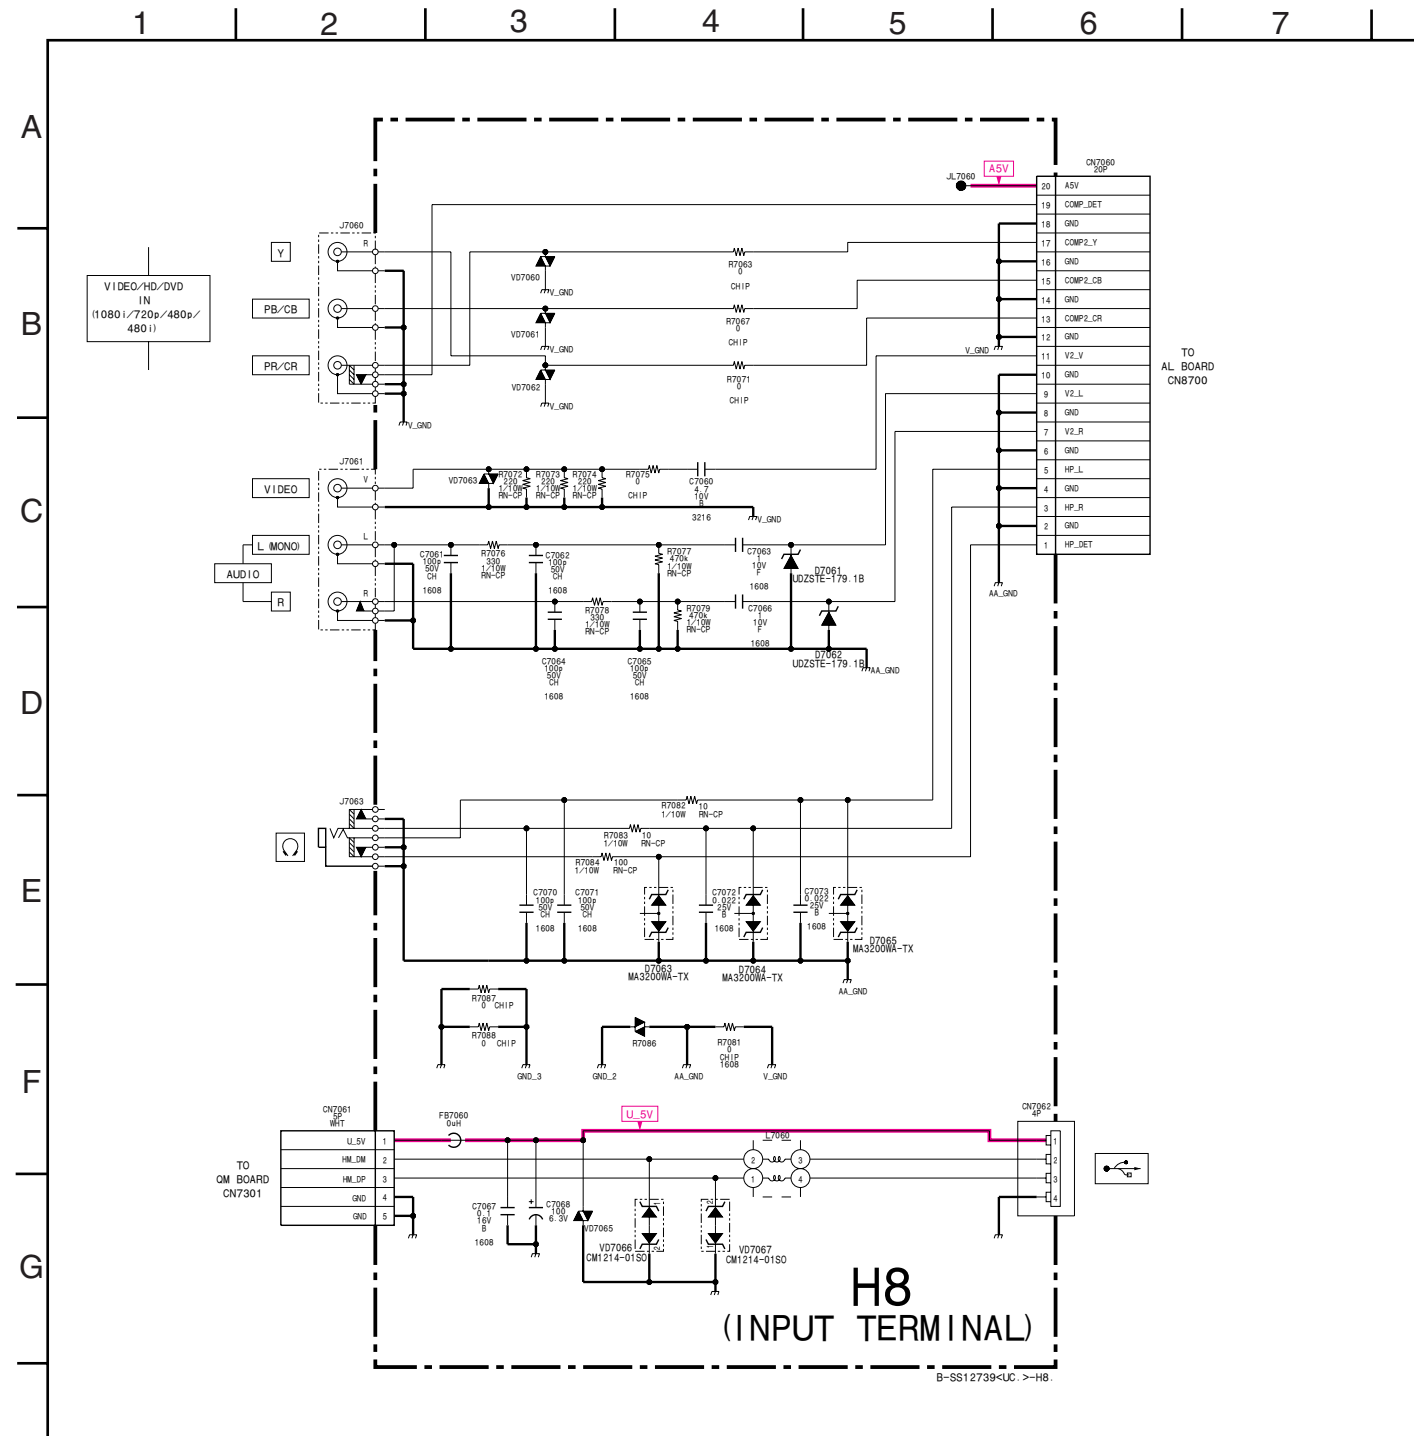 1 2 3 4 5 6 7
A
B
C
D
E
F
G
JL7060
A5V
CN7060
20P
20 A5V
19 COMP_DET
18 GND
17 COMP2_Y
16 GND
15 COMP2_CB
14 GND
13 COMP2_CR
12 GND
11 V2_V
10 GND
9 V2_L
8 GND
7 V2_R
6 GND
5 HP_L
4 GND
3 HP_R
2 GND
1 HP_DET
TO
AL BOARD
CN8700
V_GND
AA_GND
VIDEO/HD/DVD
IN
(1080i/720p/480p/
480i)
J7060
Y
R
PB/CB
PR/CR
V_GND
VD7060
V_GND
VD7061
V_GND
VD7062
V_GND
R7063
0
CHIP
R7067
0
CHIP
R7071
0
CHIP
J7061
VIDEO
V
L (MONO)
L
AUDIO
R
R
VD7063
R7072
220
1/10W
RN-CP
R7073
220
1/10W
RN-CP
R7074
220
1/10W
RN-CP
R7075
0
CHIP
C7060
4.7
10V
B
3216
V_GND
C7061
100p
50V
CH
1608
R7076
330
1/10W
RN-CP
C7062
100p
50V
CH
1608
R7077
470k
1/10W
RN-CP
C7063
1
10V
F
1608
D7061
UDZSTE-179.1B
R7078
330
1/10W
RN-CP
R7079
470k
1/10W
RN-CP
C7066
1
10V
F
1608
D7062
UDZSTE-179.1B
AA_GND
C7064
100p
50V
CH
1608
C7065
100p
50V
CH
1608
J7063
R7082 10
1/10W RN-CP
R7083 10
1/10W RN-CP
R7084 100
1/10W RN-CP
C7070
100p
50V
CH
1608
C7071
100p
50V
CH
1608
C7072
0.022
25V
B
1608
C7073
0.022
25V
B
1608
D7063
MA3200WA-TX
D7064
MA3200WA-TX
D7065
MA3200WA-TX
AA_GND
R7087
0 CHIP
R7088
0 CHIP
GND_3
R7086
R7081
0
CHIP
1608
GND_2
AA_GND
V_GND
CN7061
5P
WHT
U_5V 1
HM_DM 2
HM_DP 3
GND 4
GND 5
TO
QM BOARD
CN7301
FB7060
0uH
U_5V
L7060
2 3
1 4
CN7062
4P
1
2
3
4
C7067
0.1
16V
B
1608
+
C7068
100
6.3V
VD7065
1
2
VD7066
CM1214-01SO
2
1
VD7067
CM1214-01SO
H8
(INPUT TERMINAL)
B-SS12739<UC.>-H8.